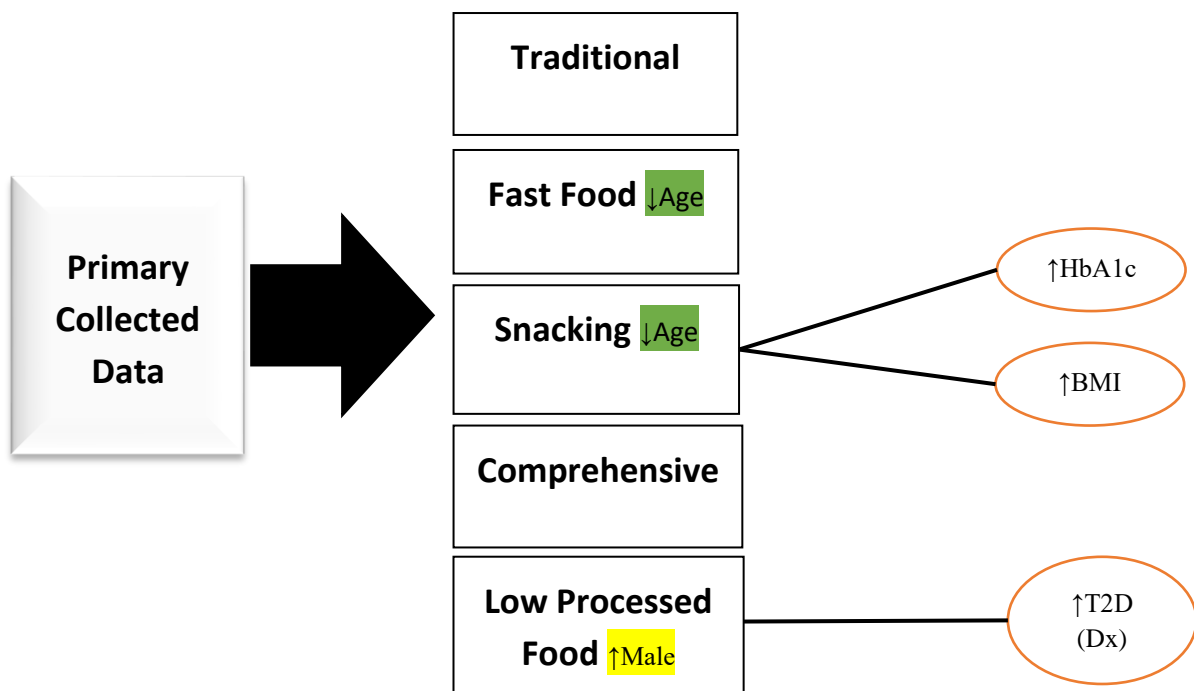 Primary
Collected
Data
Traditional
Fast Food ↓Age
Snacking ↓Age
Comprehensive
Low Processed
Food ↑Male
↑HbA1c
↑BMI
↑T2D
(Dx)